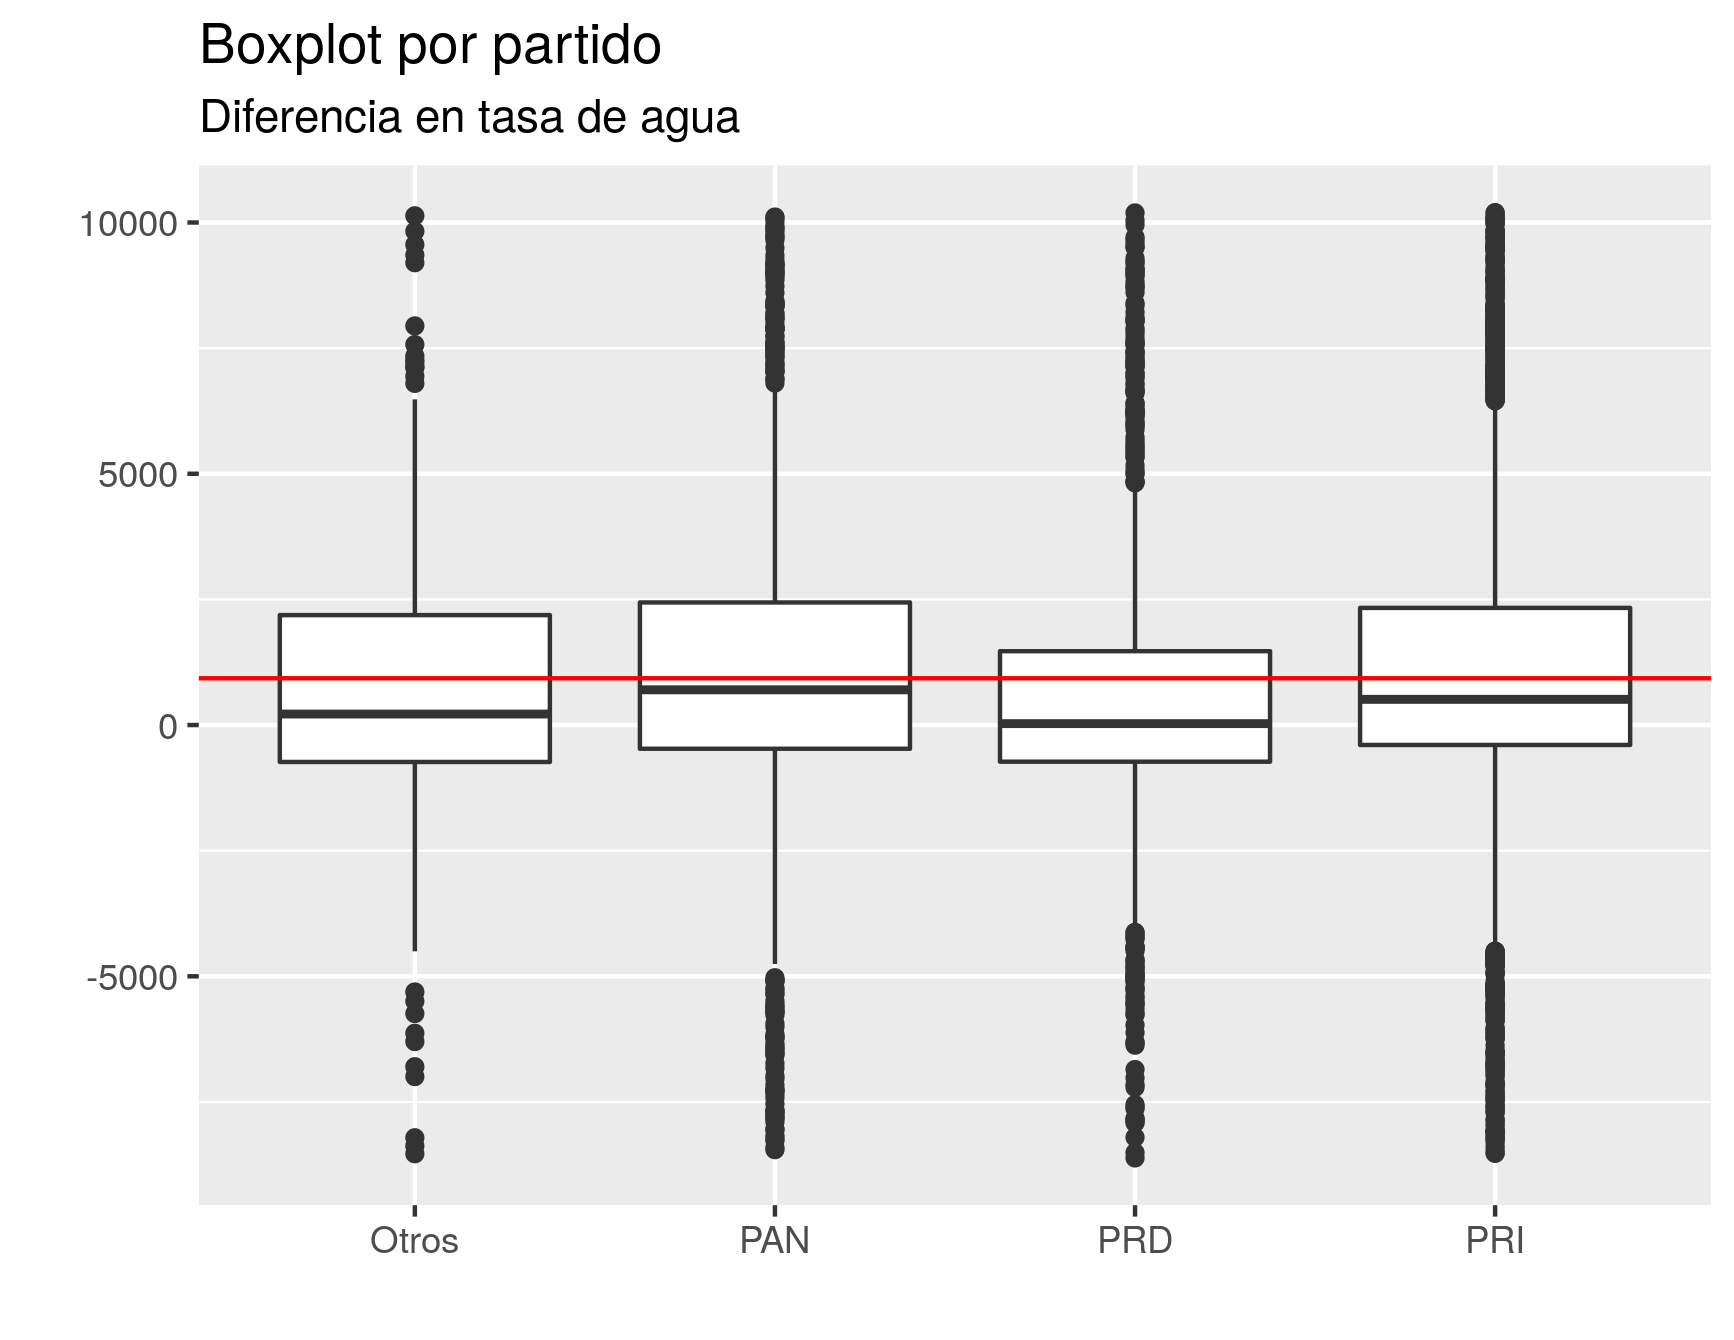 Boxplot por partido
Diferencia en tasa de agua
10000
5000
0
-5000
Otros PAN PRD PRI